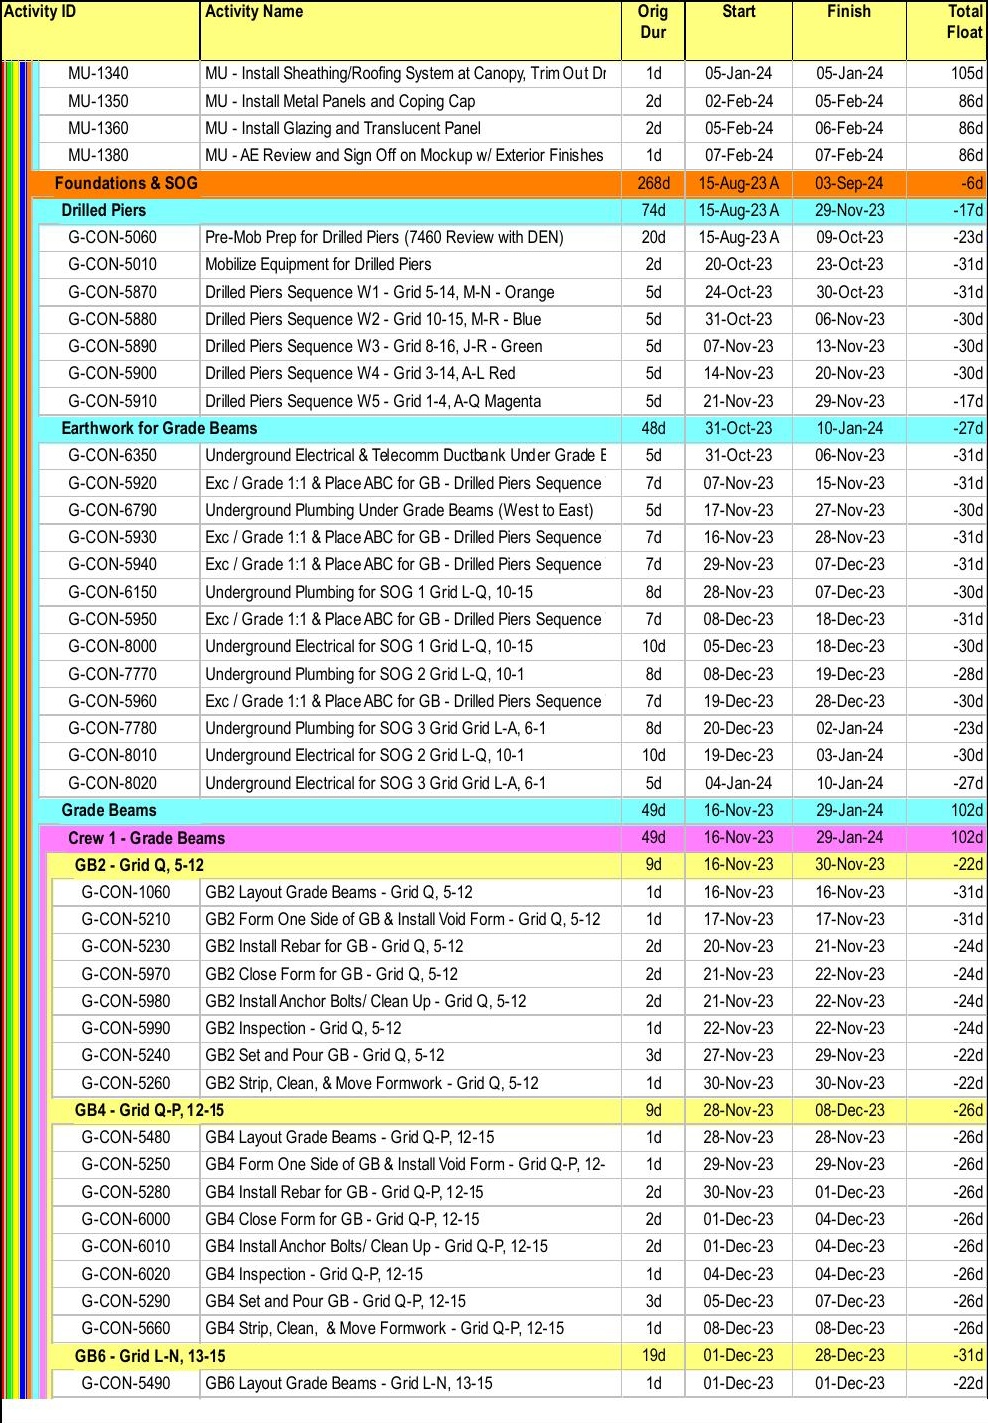 Activity ID Activity Name Orig Dur Start Finish Total Float
MU-1340 MU - Install Sheathing/Roofing System at Canopy, Trim Out Dr 1d 05-Jan-24 05-Jan-24 105d
MU-1350 MU - Install Metal Panels and Coping Cap 2d 02-Feb-24 05-Feb-24 86d
MU-1360 MU - Install Glazing and Translucent Panel 2d 05-Feb-24 06-Feb-24 86d
MU-1380 MU - AE Review and Sign Off on Mockup w/ Exterior Finishes 1d 07-Feb-24 07-Feb-24 86d
Foundations & SOG 268d 15-Aug-23 A 03-Sep-24 -6d
Drilled Piers 74d 15-Aug-23 A 29-Nov-23 -17d
G-CON-5060 Pre-Mob Prep for Drilled Piers (7460 Review with DEN) 20d 15-Aug-23 A 09-Oct-23 -23d
G-CON-5010 Mobilize Equipment for Drilled Piers 2d 20-Oct-23 23-Oct-23 -31d
G-CON-5870 Drilled Piers Sequence W1 - Grid 5-14, M-N - Orange 5d 24-Oct-23 30-Oct-23 -31d
G-CON-5880 Drilled Piers Sequence W2 - Grid 10-15, M-R - Blue 5d 31-Oct-23 06-Nov-23 -30d
G-CON-5890 Drilled Piers Sequence W3 - Grid 8-16, J-R - Green 5d 07-Nov-23 13-Nov-23 -30d
G-CON-5900 Drilled Piers Sequence W4 - Grid 3-14, A-L Red 5d 14-Nov-23 20-Nov-23 -30d
G-CON-5910 Drilled Piers Sequence W5 - Grid 1-4, A-Q Magenta 5d 21-Nov-23 29-Nov-23 -17d
Earthwork for Grade Beams 48d 31-Oct-23 10-Jan-24 -27d
G-CON-6350 Underground Electrical & Telecomm Ductbank Under Grade E 5d 31-Oct-23 06-Nov-23 -31d
G-CON-5920 Exc / Grade 1:1 & Place ABC for GB - Drilled Piers Sequence 7d 07-Nov-23 15-Nov-23 -31d
G-CON-6790 Underground Plumbing Under Grade Beams (West to East) 5d 17-Nov-23 27-Nov-23 -30d
G-CON-5930 Exc / Grade 1:1 & Place ABC for GB - Drilled Piers Sequence 7d 16-Nov-23 28-Nov-23 -31d
G-CON-5940 Exc / Grade 1:1 & Place ABC for GB - Drilled Piers Sequence 7d 29-Nov-23 07-Dec-23 -31d
G-CON-6150 Underground Plumbing for SOG 1 Grid L-Q, 10-15 8d 28-Nov-23 07-Dec-23 -30d
G-CON-5950 Exc / Grade 1:1 & Place ABC for GB - Drilled Piers Sequence 7d 08-Dec-23 18-Dec-23 -31d
G-CON-8000 Underground Electrical for SOG 1 Grid L-Q, 10-15 10d 05-Dec-23 18-Dec-23 -30d
G-CON-7770 Underground Plumbing for SOG 2 Grid L-Q, 10-1 8d 08-Dec-23 19-Dec-23 -28d
G-CON-5960 Exc / Grade 1:1 & Place ABC for GB - Drilled Piers Sequence 7d 19-Dec-23 28-Dec-23 -30d
G-CON-7780 Underground Plumbing for SOG 3 Grid Grid L-A, 6-1 8d 20-Dec-23 02-Jan-24 -23d
G-CON-8010 Underground Electrical for SOG 2 Grid L-Q, 10-1 10d 19-Dec-23 03-Jan-24 -30d
G-CON-8020 Underground Electrical for SOG 3 Grid Grid L-A, 6-1 5d 04-Jan-24 10-Jan-24 -27d
Grade Beams 49d 16-Nov-23 29-Jan-24 102d
Crew 1 - Grade Beams 49d 16-Nov-23 29-Jan-24 102d
GB2 - Grid Q, 5-12 9d 16-Nov-23 30-Nov-23 -22d
G-CON-1060 GB2 Layout Grade Beams - Grid Q, 5-12 1d 16-Nov-23 16-Nov-23 -31d
G-CON-5210 GB2 Form One Side of GB & Install Void Form - Grid Q, 5-12 1d 17-Nov-23 17-Nov-23 -31d
G-CON-5230 GB2 Install Rebar for GB - Grid Q, 5-12 2d 20-Nov-23 21-Nov-23 -24d
G-CON-5970 GB2 Close Form for GB - Grid Q, 5-12 2d 21-Nov-23 22-Nov-23 -24d
G-CON-5980 GB2 Install Anchor Bolts/ Clean Up - Grid Q, 5-12 2d 21-Nov-23 22-Nov-23 -24d
G-CON-5990 GB2 Inspection - Grid Q, 5-12 1d 22-Nov-23 22-Nov-23 -24d
G-CON-5240 GB2 Set and Pour GB - Grid Q, 5-12 3d 27-Nov-23 29-Nov-23 -22d
G-CON-5260 GB2 Strip, Clean, & Move Formwork - Grid Q, 5-12 1d 30-Nov-23 30-Nov-23 -22d
GB4 - Grid Q-P, 12-15 9d 28-Nov-23 08-Dec-23 -26d
G-CON-5480 GB4 Layout Grade Beams - Grid Q-P, 12-15 1d 28-Nov-23 28-Nov-23 -26d
G-CON-5250 GB4 Form One Side of GB & Install Void Form - Grid Q-P, 12- 1d 29-Nov-23 29-Nov-23 -26d
G-CON-5280 GB4 Install Rebar for GB - Grid Q-P, 12-15 2d 30-Nov-23 01-Dec-23 -26d
G-CON-6000 GB4 Close Form for GB - Grid Q-P, 12-15 2d 01-Dec-23 04-Dec-23 -26d
G-CON-6010 GB4 Install Anchor Bolts/ Clean Up - Grid Q-P, 12-15 2d 01-Dec-23 04-Dec-23 -26d
G-CON-6020 GB4 Inspection - Grid Q-P, 12-15 1d 04-Dec-23 04-Dec-23 -26d
G-CON-5290 GB4 Set and Pour GB - Grid Q-P, 12-15 3d 05-Dec-23 07-Dec-23 -26d
G-CON-5660 GB4 Strip, Clean, & Move Formwork - Grid Q-P, 12-15 1d 08-Dec-23 08-Dec-23 -26d
GB6 - Grid L-N, 13-15 19d 01-Dec-23 28-Dec-23 -31d
G-CON-5490 GB6 Layout Grade Beams - Grid L-N, 13-15 1d 01-Dec-23 01-Dec-23 -22d